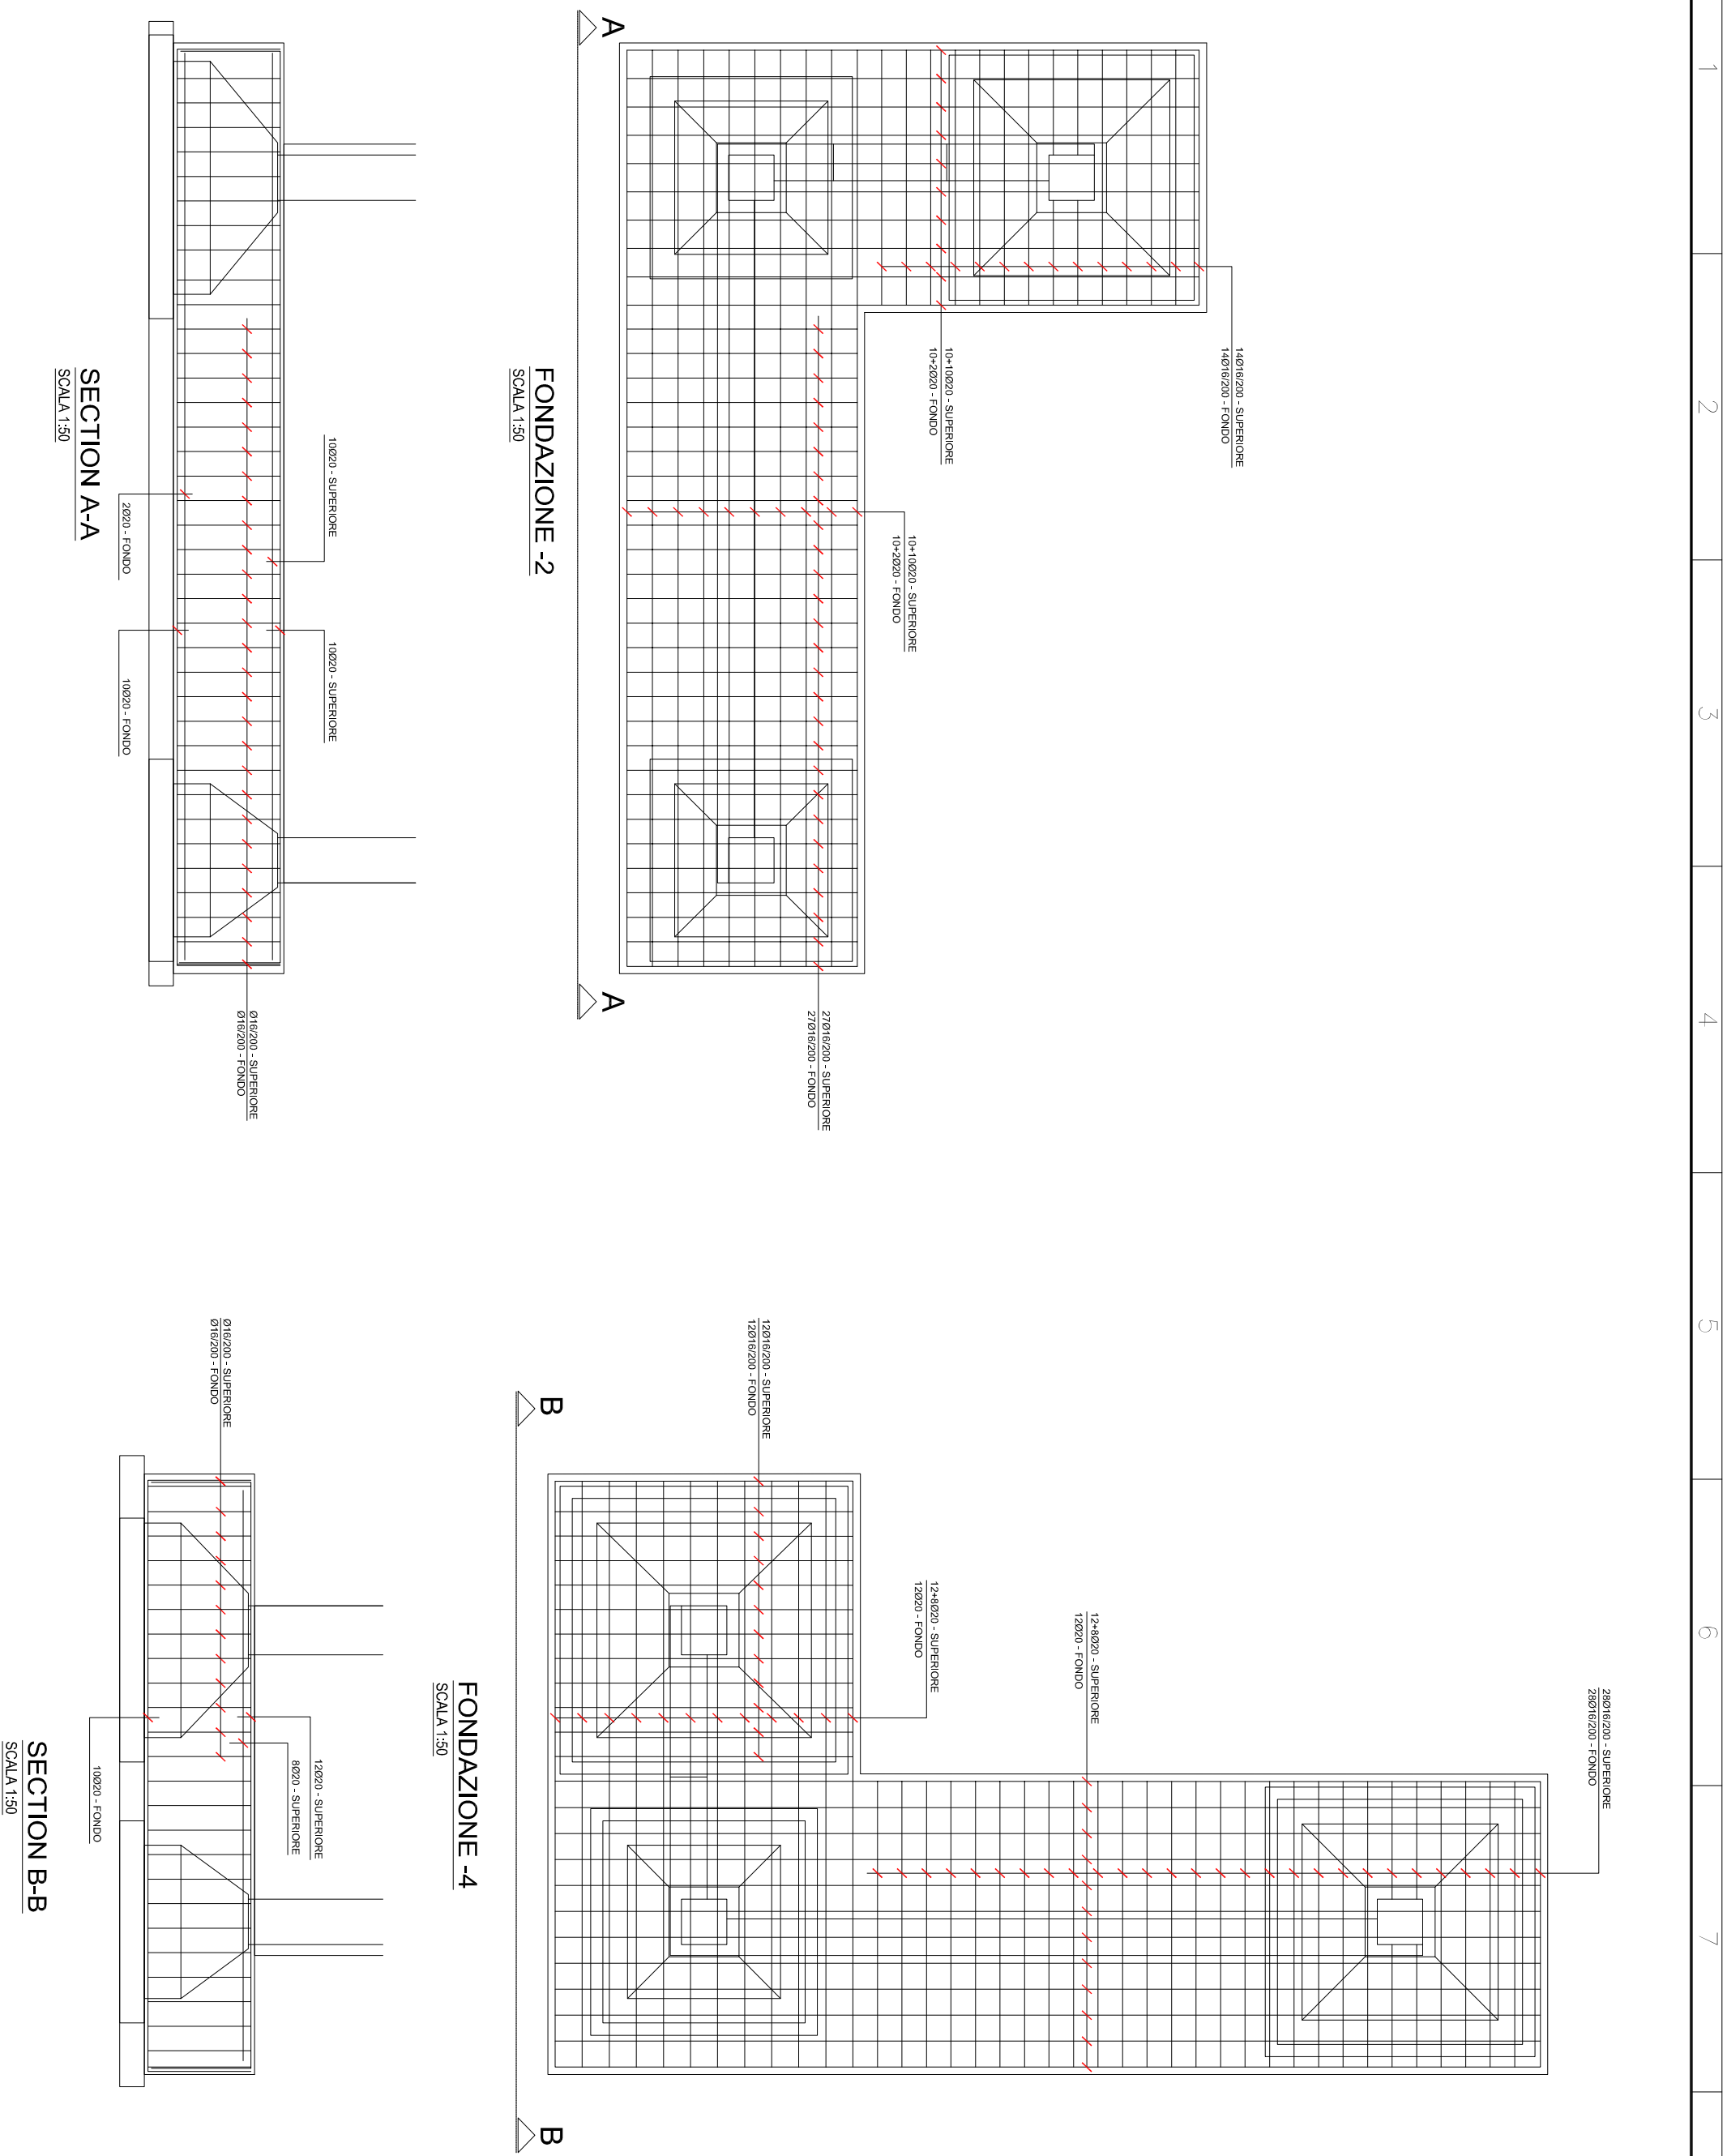 1
2
3
4
5
6
7
14Ø16/200 - SUPERIORE
14Ø16/200 - FONDO
10+10Ø20 - SUPERIORE
10+2Ø20 - FONDO
10+10Ø20 - SUPERIORE
10+2Ø20 - FONDO
27Ø16/200 - SUPERIORE
27Ø16/200 - FONDO
A
A
FONDAZIONE -2
SCALA 1:50
10Ø20 - SUPERIORE
10Ø20 - SUPERIORE
2Ø20 - FONDO
10Ø20 - FONDO
Ø16/200 - SUPERIORE
Ø16/200 - FONDO
SECTION A-A
SCALA 1:50
28Ø16/200 - SUPERIORE
28Ø16/200 - FONDO
12+8Ø20 - SUPERIORE
12Ø20 - FONDO
12+8Ø20 - SUPERIORE
12Ø20 - FONDO
12Ø16/200 - SUPERIORE
12Ø16/200 - FONDO
B
B
FONDAZIONE -4
SCALA 1:50
Ø16/200 - SUPERIORE
Ø16/200 - FONDO
12Ø20 - SUPERIORE
8Ø20 - SUPERIORE
10Ø20 - FONDO
SECTION B-B
SCALA 1:50